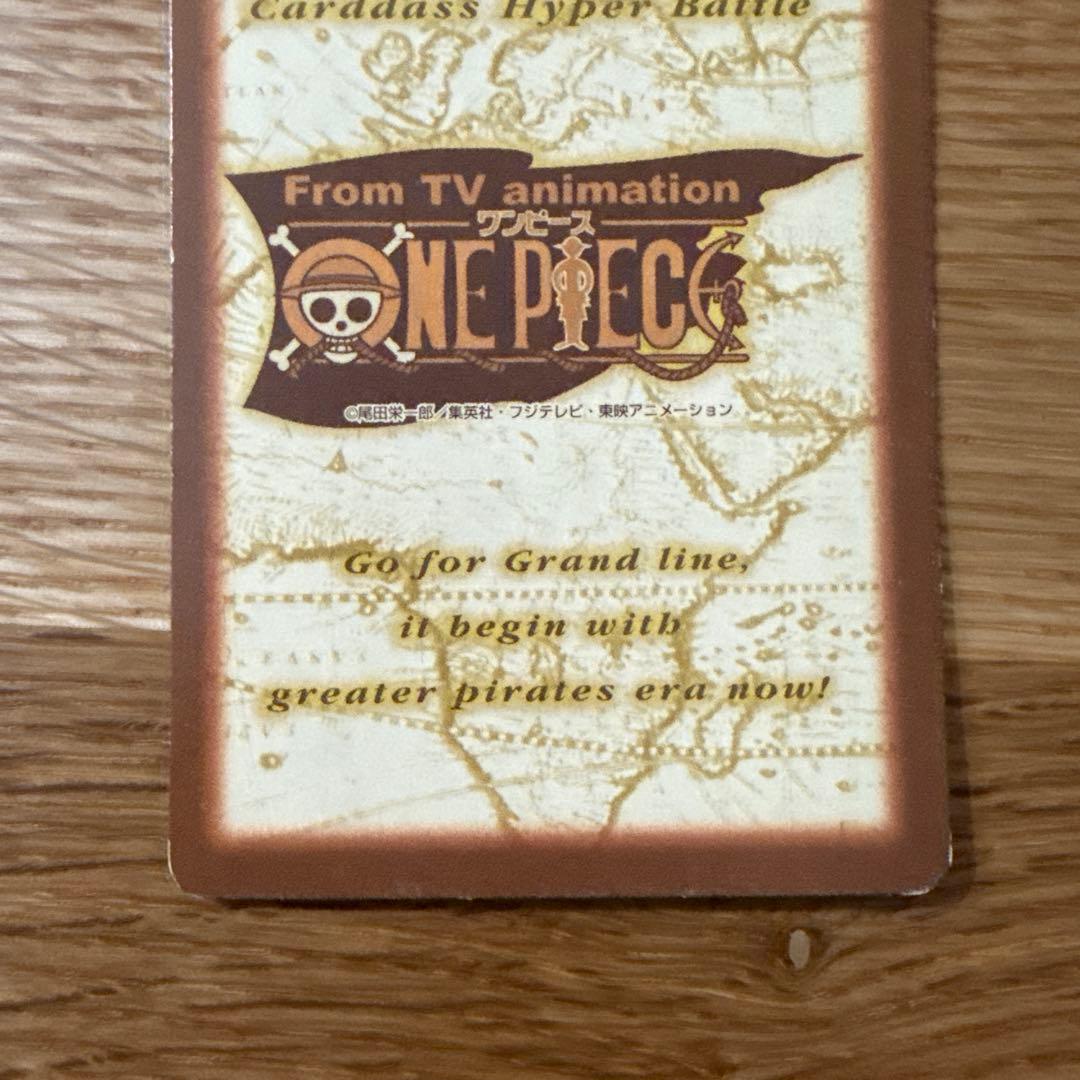 Carddass Hyper Battle
From TV animation
ワンピース
ONE PIECE
©尾田栄一郎/集英社・フジテレビ・東映アニメーション
Go for Grand line,
it begin with
greater pirates era now!